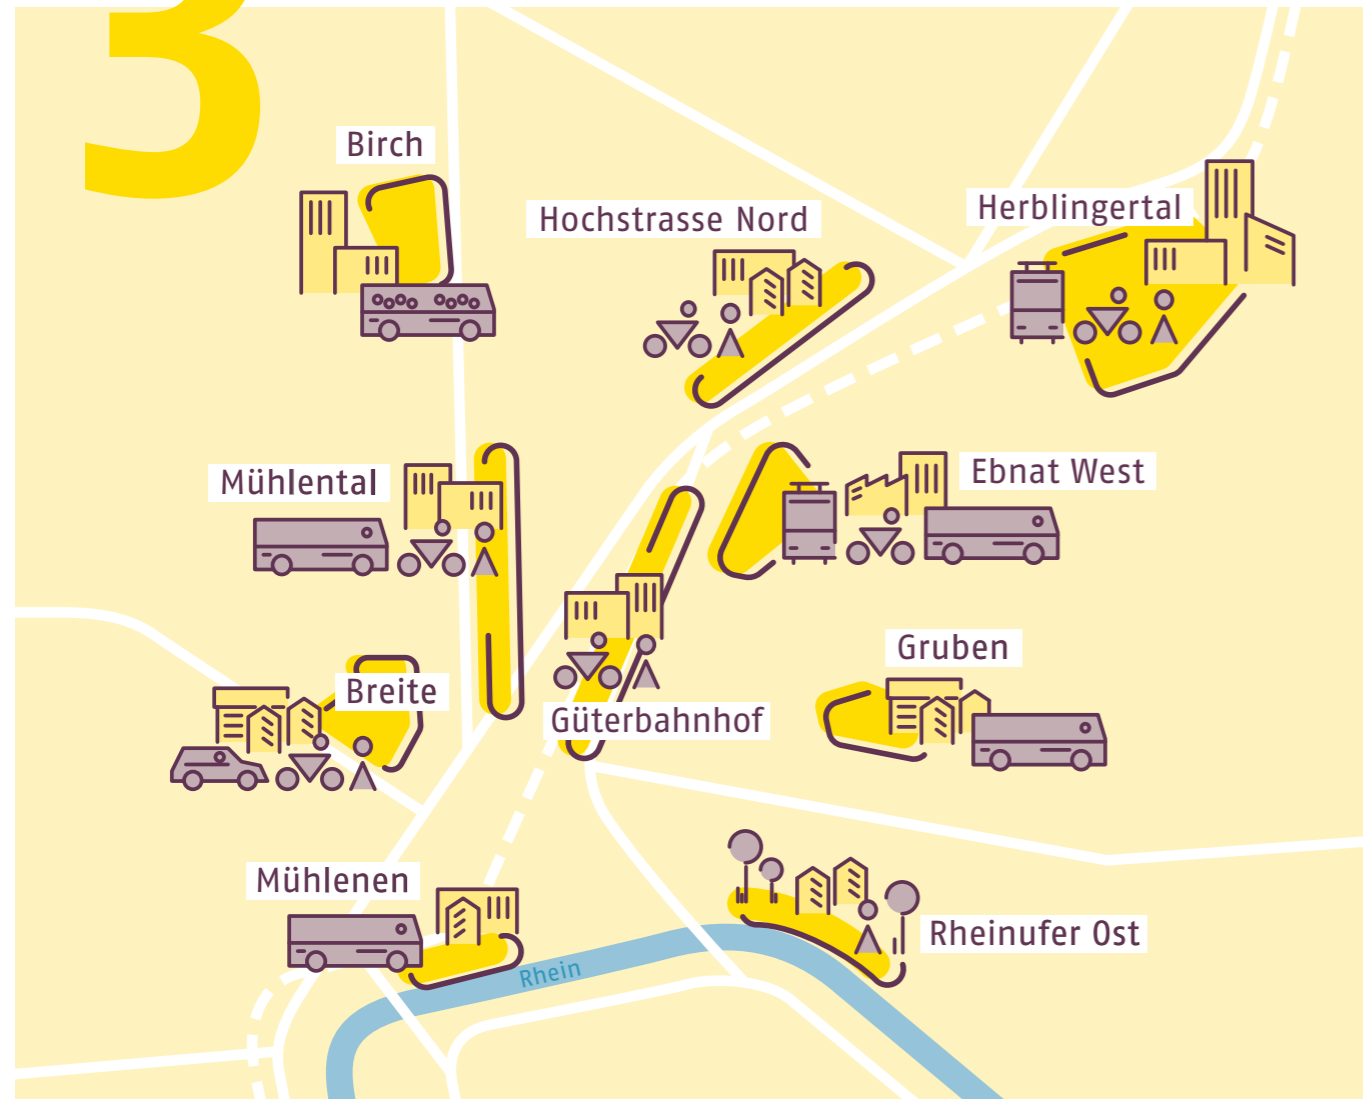 3
Birch
Hochstrasse Nord
Herblingertal
Mühlental
Ebnat West
Gruben
Breite
Güterbahnhof
Mühlenen
Rheinufer Ost
Rhein